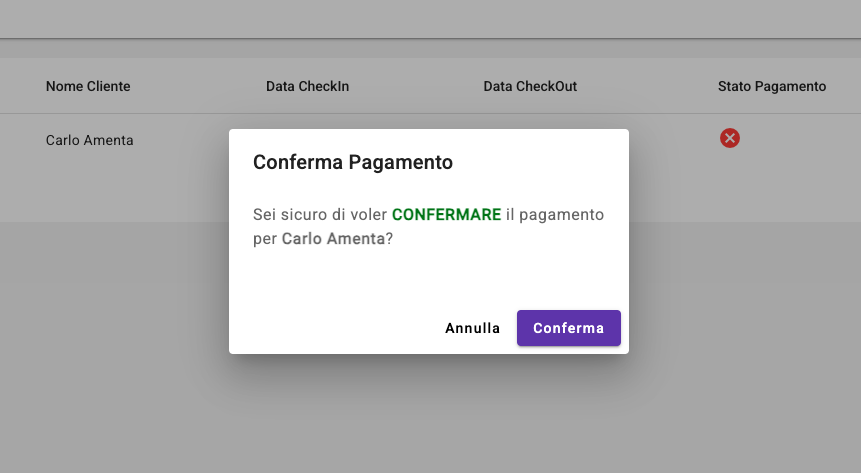 Nome Cliente Data CheckIn Data CheckOut Stato Pagamento
Carlo Amenta
Conferma Pagamento
Sei sicuro di voler CONFERMARE il pagamento
per Carlo Amenta?
Annulla Conferma